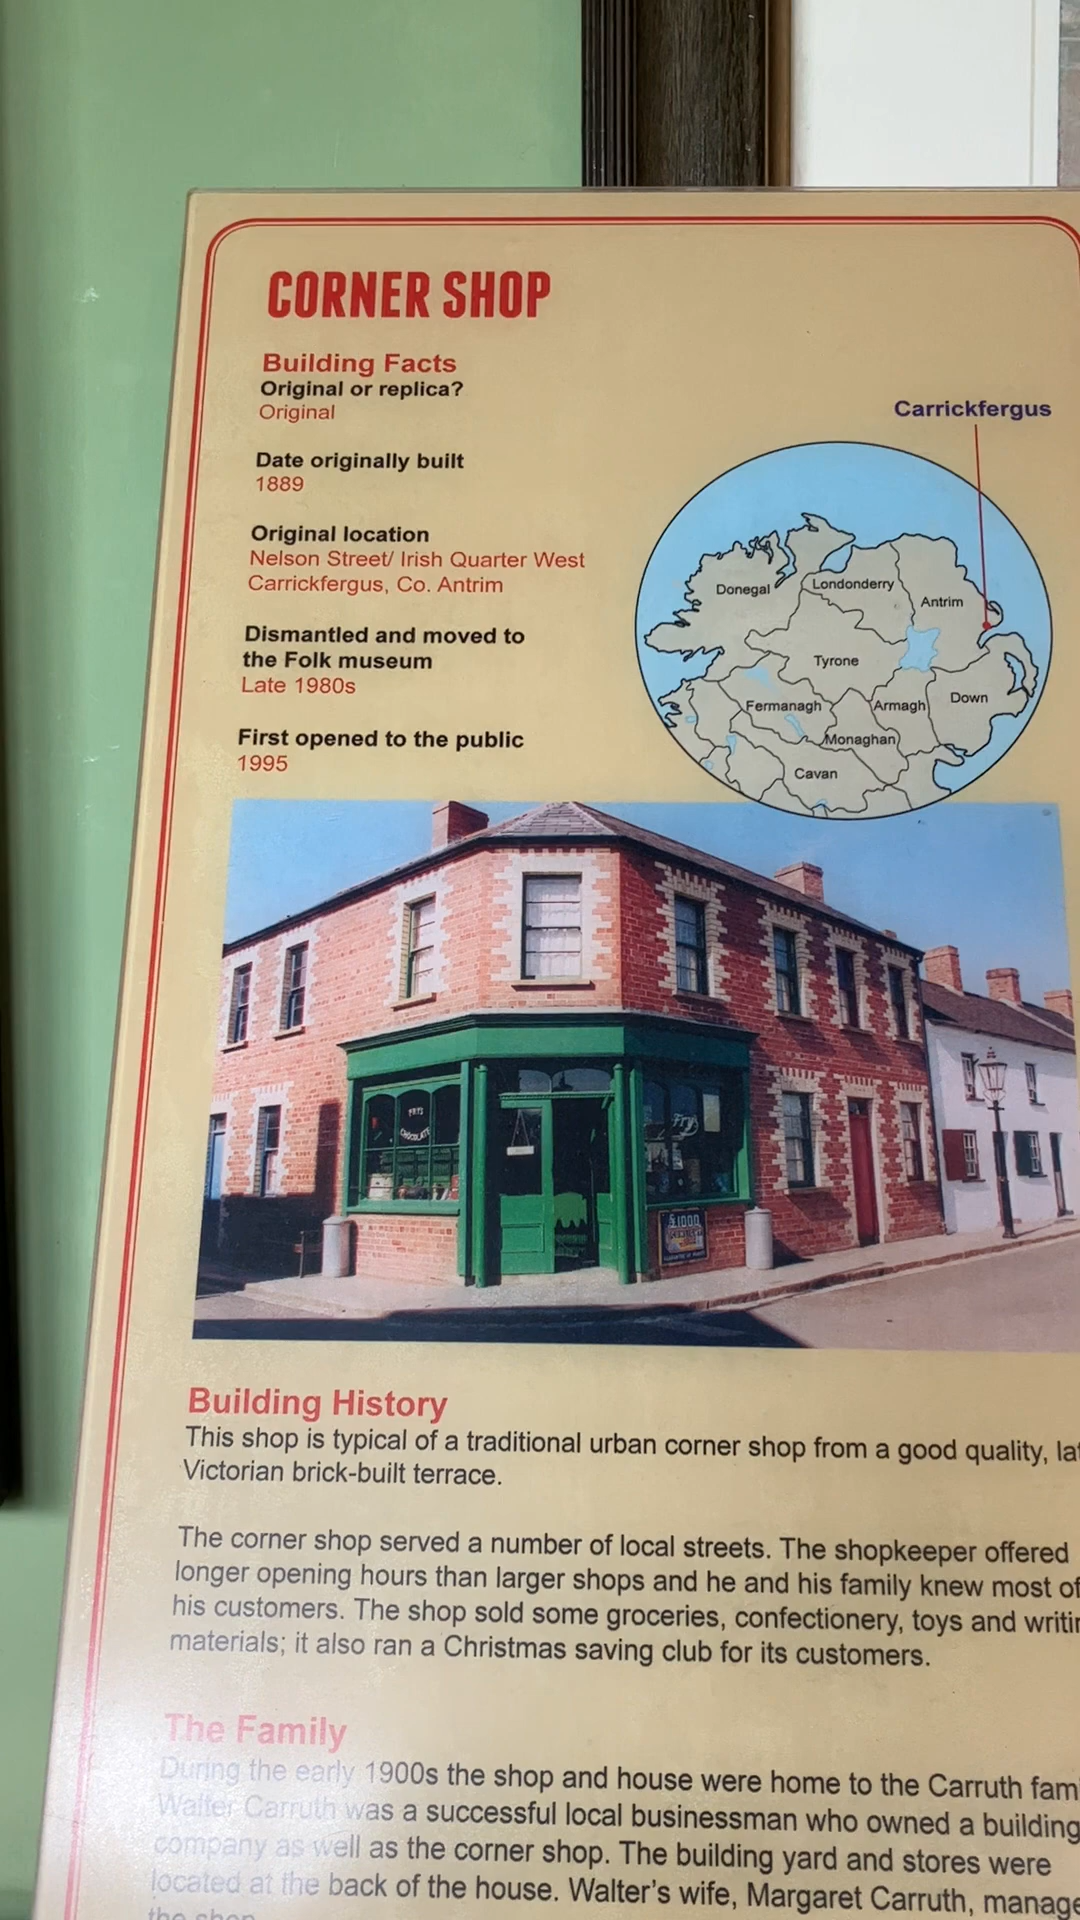 CORNER SHOP
Building Facts
Original or replica?
Original
Date originally built
1889
Original location
Nelson Street/ Irish Quarter West
Carrickfergus, Co. Antrim
Dismantled and moved to
the Folk museum
Late 1980s
First opened to the public
1995
Carrickfergus
Donegal
Londonderry
Antrim
Tyrone
Fermanagh
Armagh
Down
Monaghan
Cavan
FRYS
CHOCOLATE
Fry's
£1000
Building History
This shop is typical of a traditional urban corner shop from a good quality,
Victorian brick-built terrace.
The corner shop served a number of local streets. The shopkeeper offered
longer opening hours than larger shops and he and his family knew most of
his customers. The shop sold some groceries, confectionery, toys and
materials; it also ran a Christmas saving club for its customers.
The Family
During the early 1900s the shop and house were home to the Carruth
Walter Carruth was a successful local businessman who owned a building
company as well as the corner shop. The building yard and stores were
located at the back of the house. Walter's wife, Margaret Carruth,
the shop